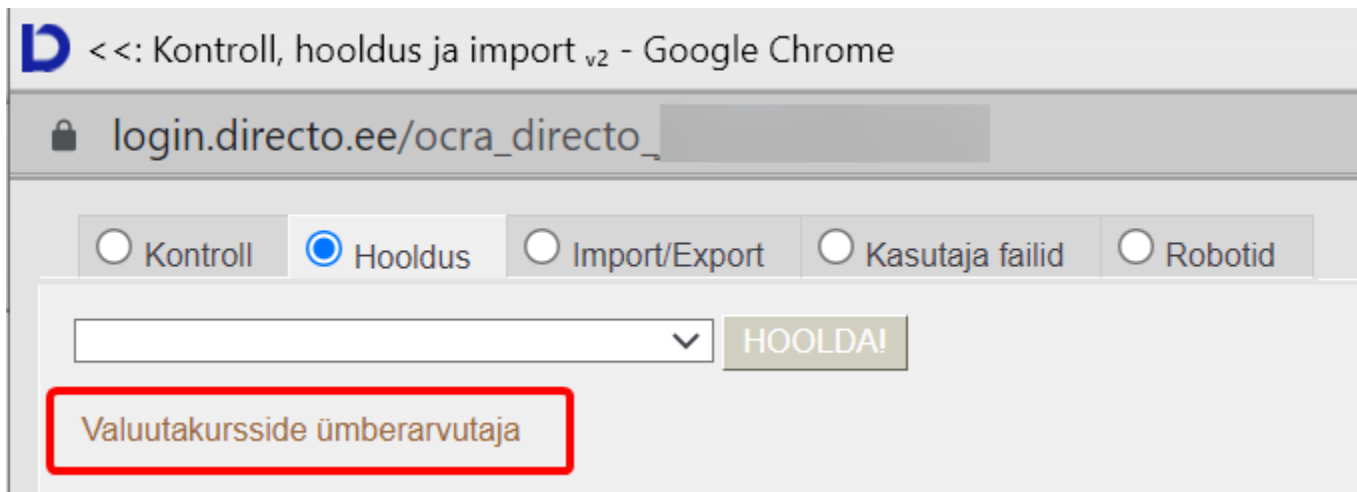 <<: Kontroll, hooldus ja import v2 - Google Chrome
login.directo.ee/ocra_directo_
Kontroll Hooldus Import/Export Kasutaja failid Robotid
HOOLDA!
Valuutakursside ümberarvutaja